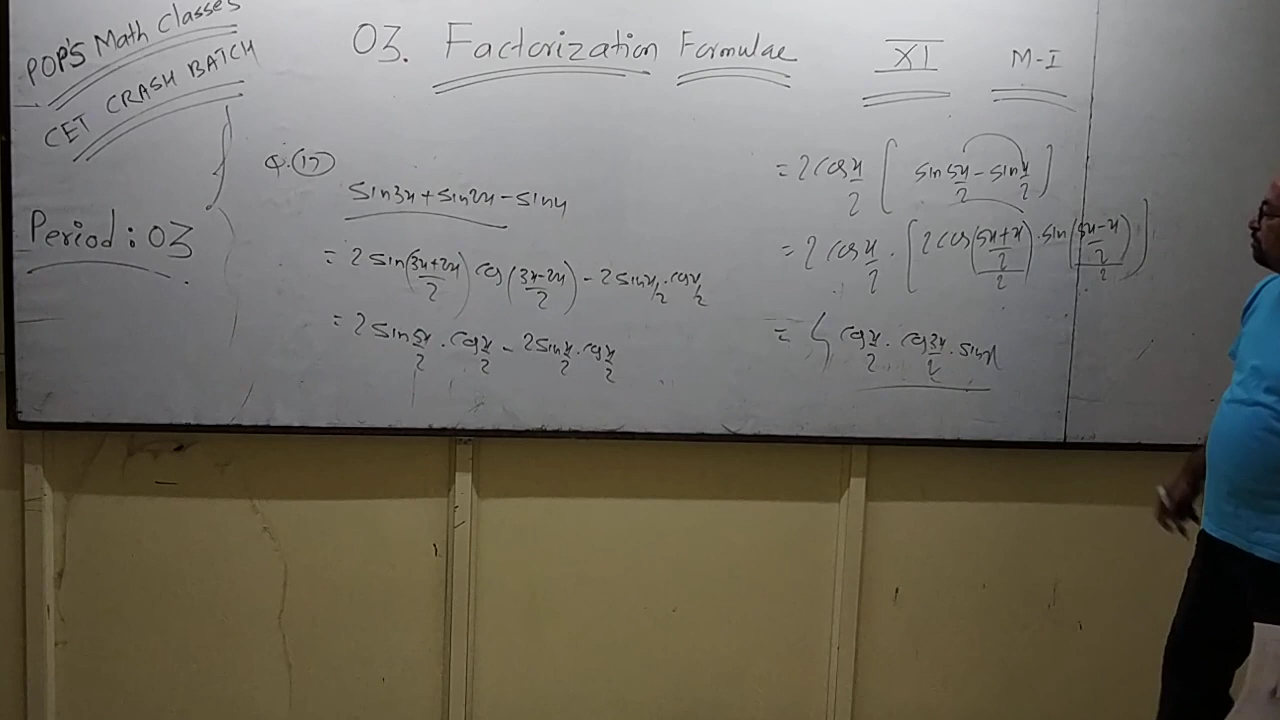 POP'S Math Classes
CET CRASH BATCH
Period : 03
03. Factorization Formulae XI M-I
Q.(17)
sin3x + sin2x - sinx
= 2 sin((3x+2x)/2) cos((3x-2x)/2) - 2 sin x/2 . cos x/2
= 2 sin 5x/2 . cos x/2 - 2 sin x/2 . cos x/2
= 2 cos x/2 [ sin 5x/2 - sin x/2 ]
= 2 cos x/2 . [ 2 cos((5x+x)/2/2) . sin((5x-x)/2/2) ]
= 4 cos x/2 . cos 3x/2 . sin x